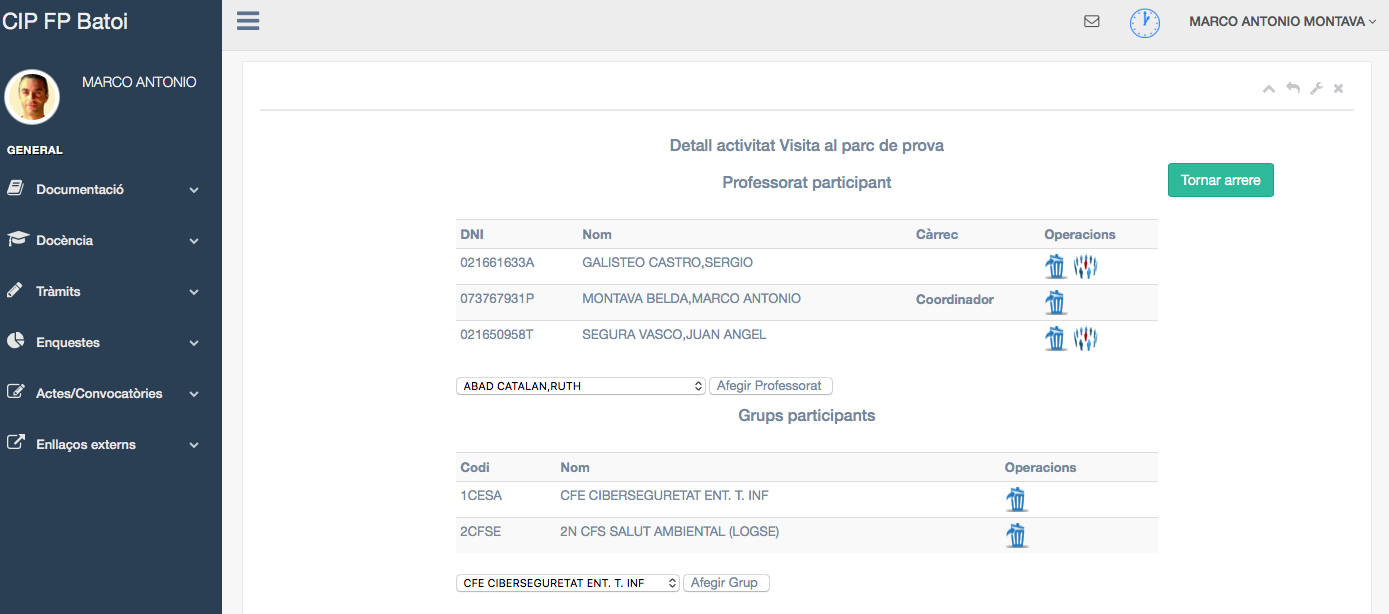 CIP FP Batoi
MARCO ANTONIO MONTAVA
MARCO ANTONIO
GENERAL
Documentació
Docència
Tràmits
Enquestes
Actes/Convocatòries
Enllaços externs
Detall activitat Visita al parc de prova
Professorat participant
Tornar arrere
DNI Nom Càrrec Operacions
021661633A GALISTEO CASTRO,SERGIO
073767931P MONTAVA BELDA,MARCO ANTONIO Coordinador
021650958T SEGURA VASCO,JUAN ANGEL
ABAD CATALAN,RUTH Afegir Professorat
Grups participants
Codi Nom Operacions
1CESA CFE CIBERSEGURETAT ENT. T. INF
2CFSE 2N CFS SALUT AMBIENTAL (LOGSE)
CFE CIBERSEGURETAT ENT. T. INF Afegir Grup